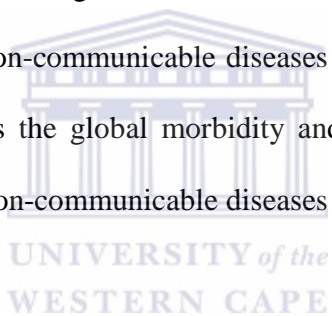 on-communicable diseases
s the global morbidity and
on-communicable diseases
UNIVERSITY of the
WESTERN CAPE